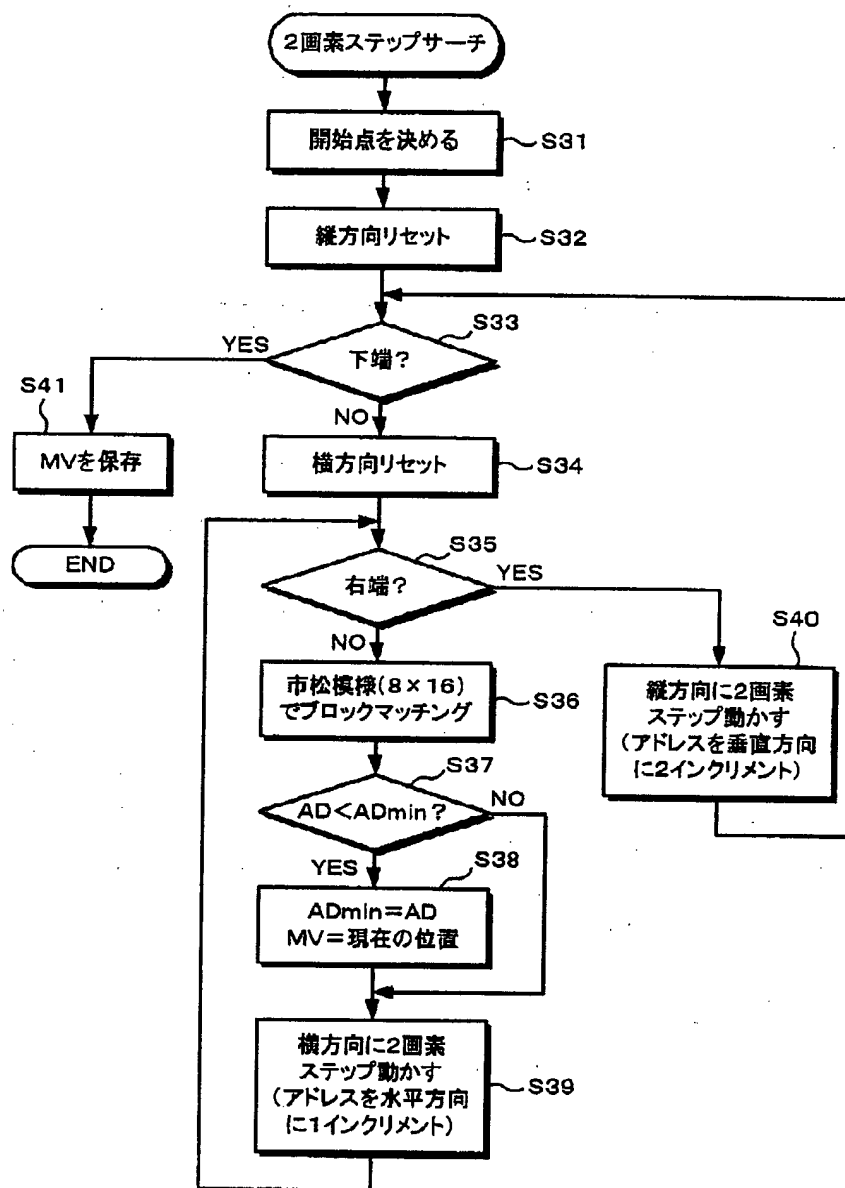 2画素ステップサーチ
開始点を決める
S31
縦方向リセット
S32
S33
下端?
YES
NO
S41
MVを保存
END
横方向リセット
S34
S35
右端?
YES
NO
S40
縦方向に2画素
ステップ動かす
(アドレスを垂直方向
に2インクリメント)
市松模様(8×16)
でブロックマッチング
S36
S37
AD<ADmin?
NO
YES
S38
ADmin=AD
MV=現在の位置
横方向に2画素
ステップ動かす
(アドレスを水平方向
に1インクリメント)
S39